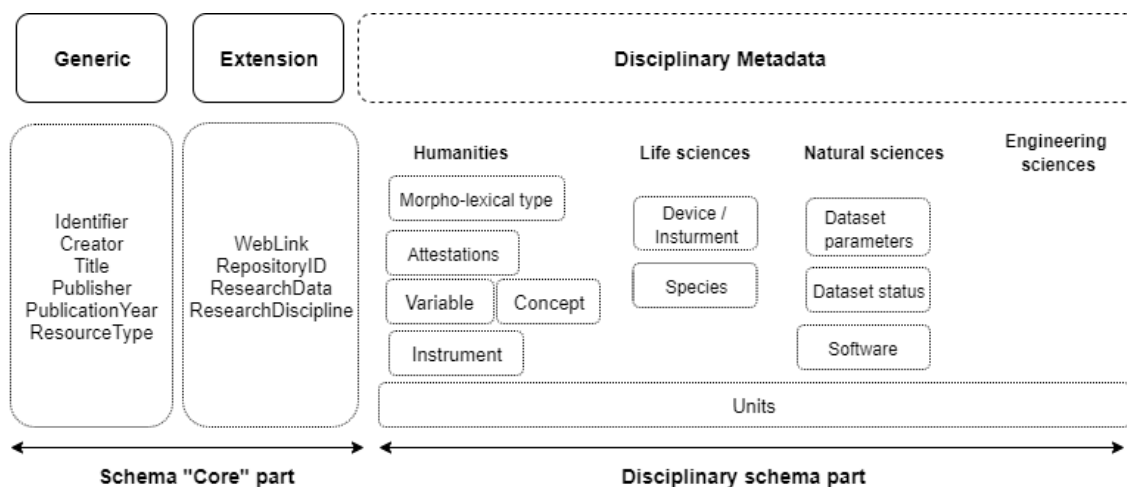 Generic
Extension
Disciplinary Metadata
Identifier
Creator
Title
Publisher
PublicationYear
ResourceType
WebLink
RepositoryID
ResearchData
ResearchDiscipline
Humanities
Morpho-lexical type
Attestations
Variable
Concept
Instrument
Life sciences
Device /
Insturment
Species
Natural sciences
Dataset
parameters
Dataset status
Software
Engineering
sciences
Units
Schema "Core" part
Disciplinary schema part